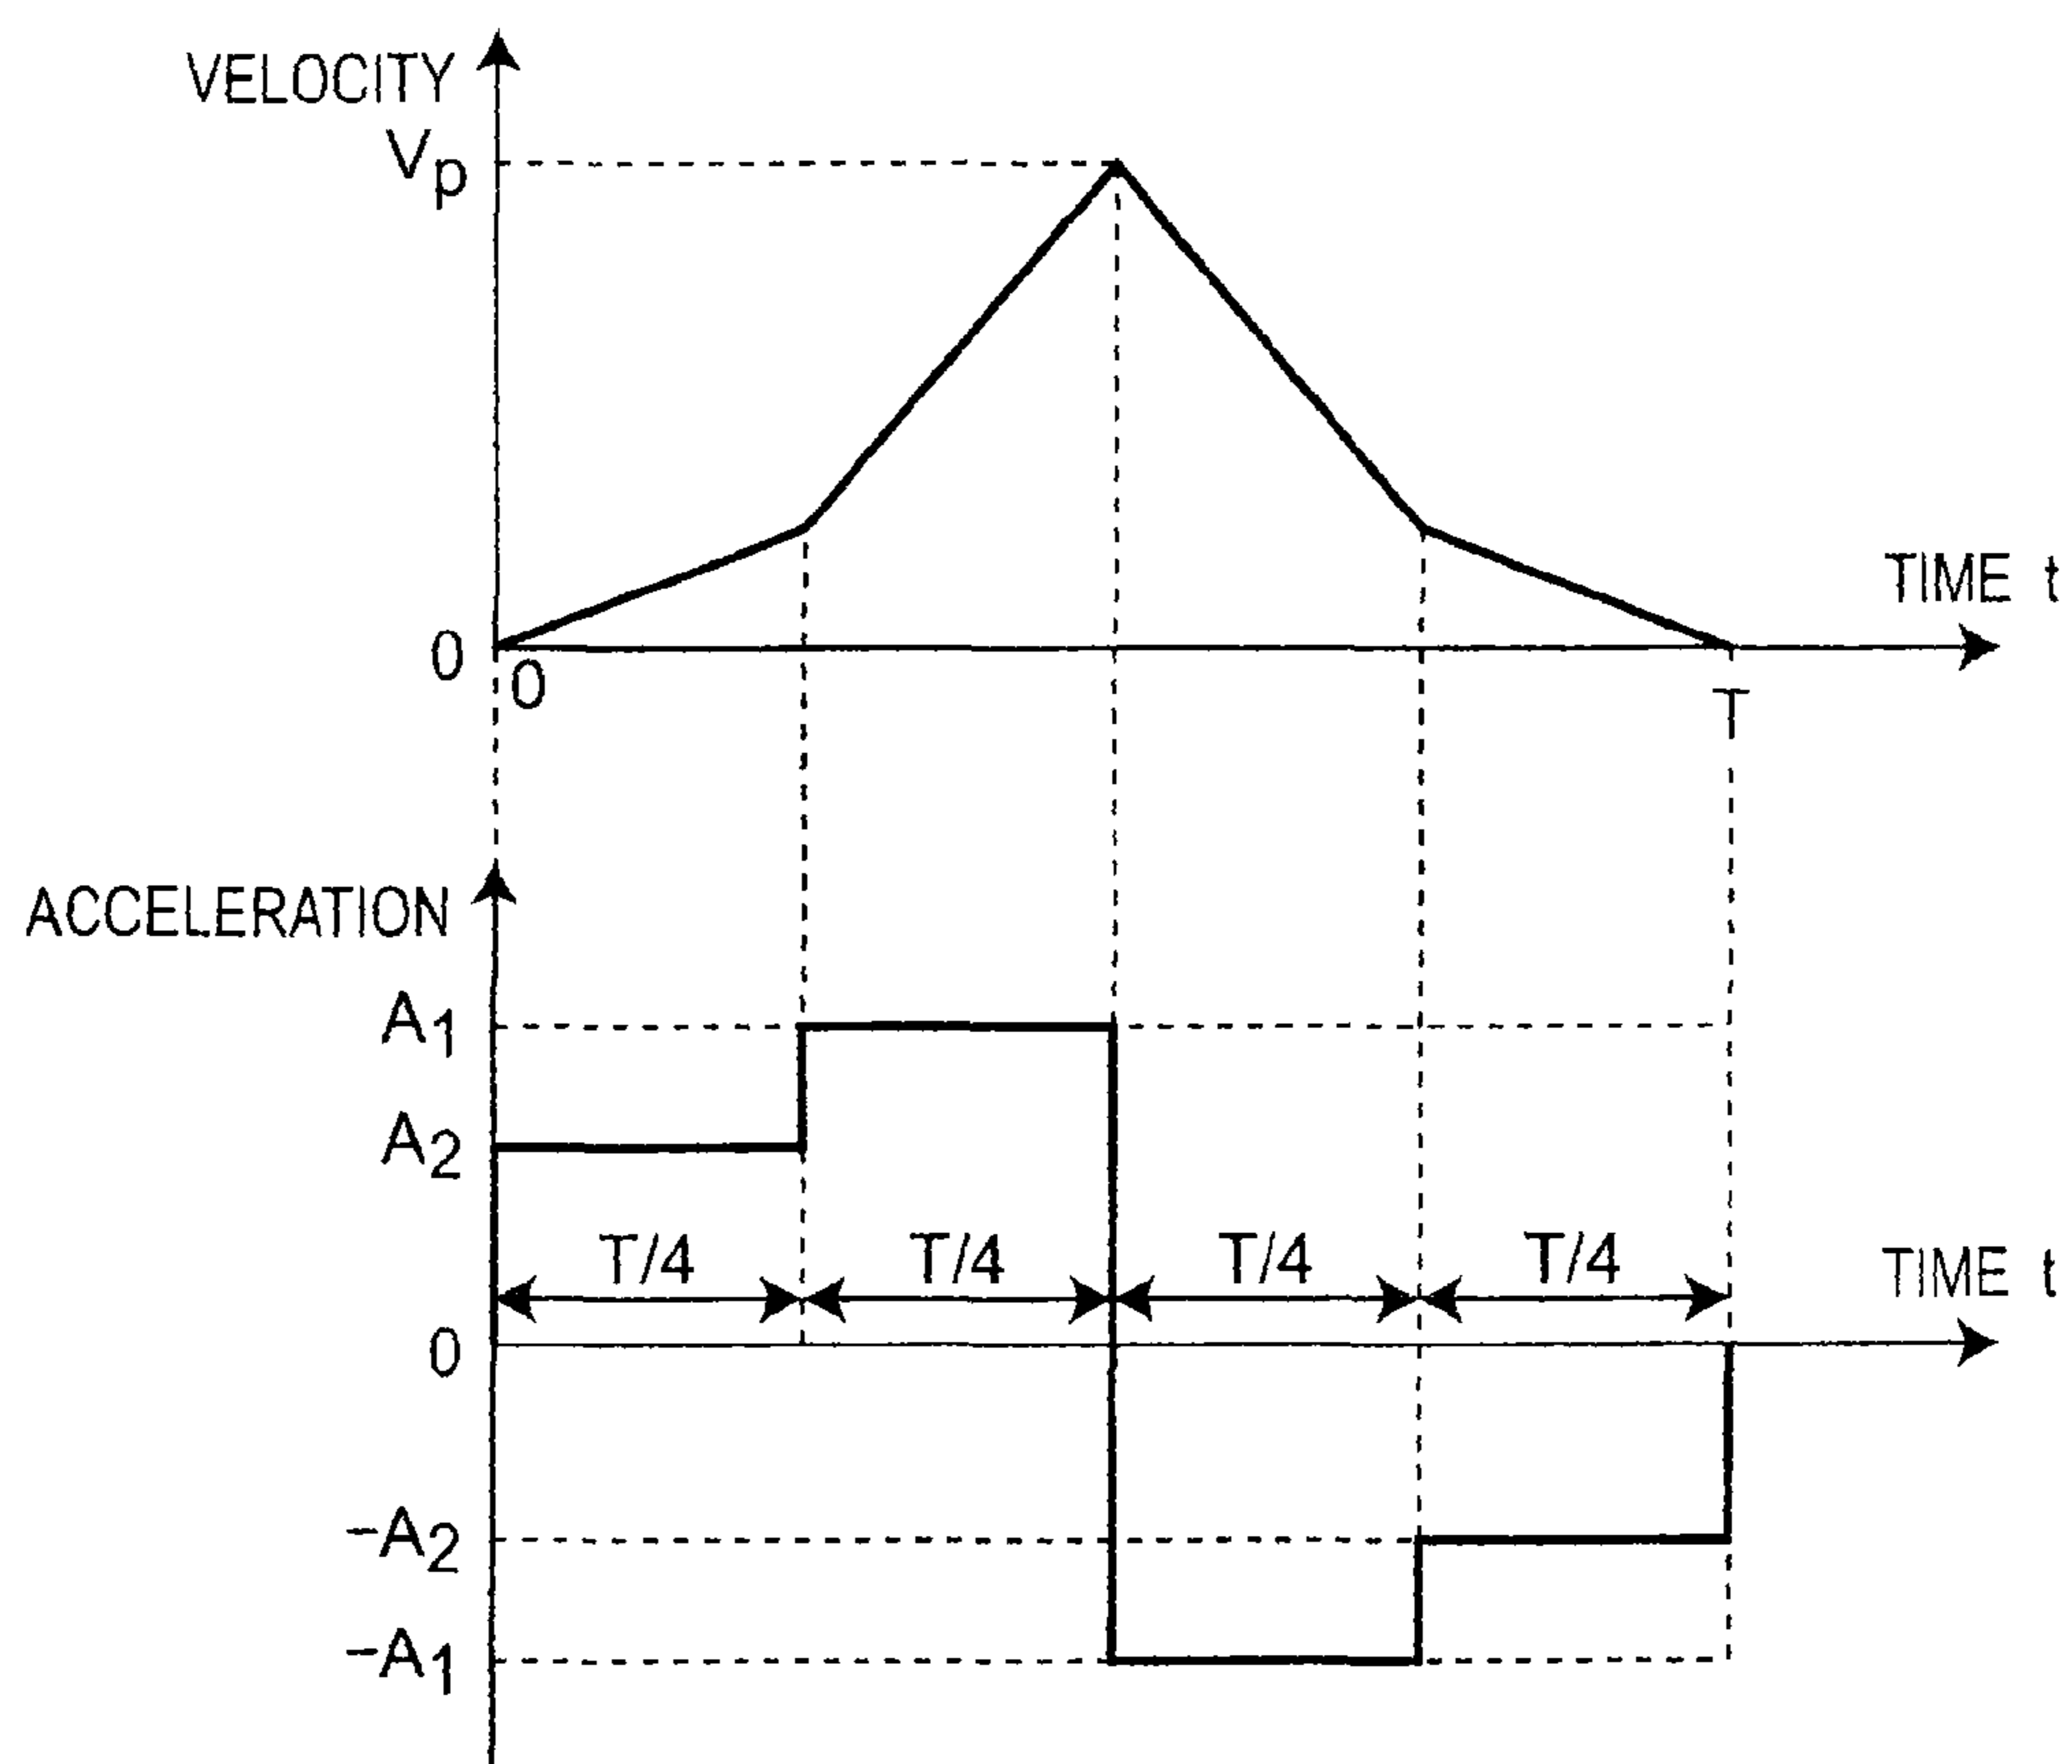 VELOCITY
Vp
TIME t
0
0
T
ACCELERATION
A1
A2
T/4 T/4 T/4 T/4
TIME t
0
−A2
−A1